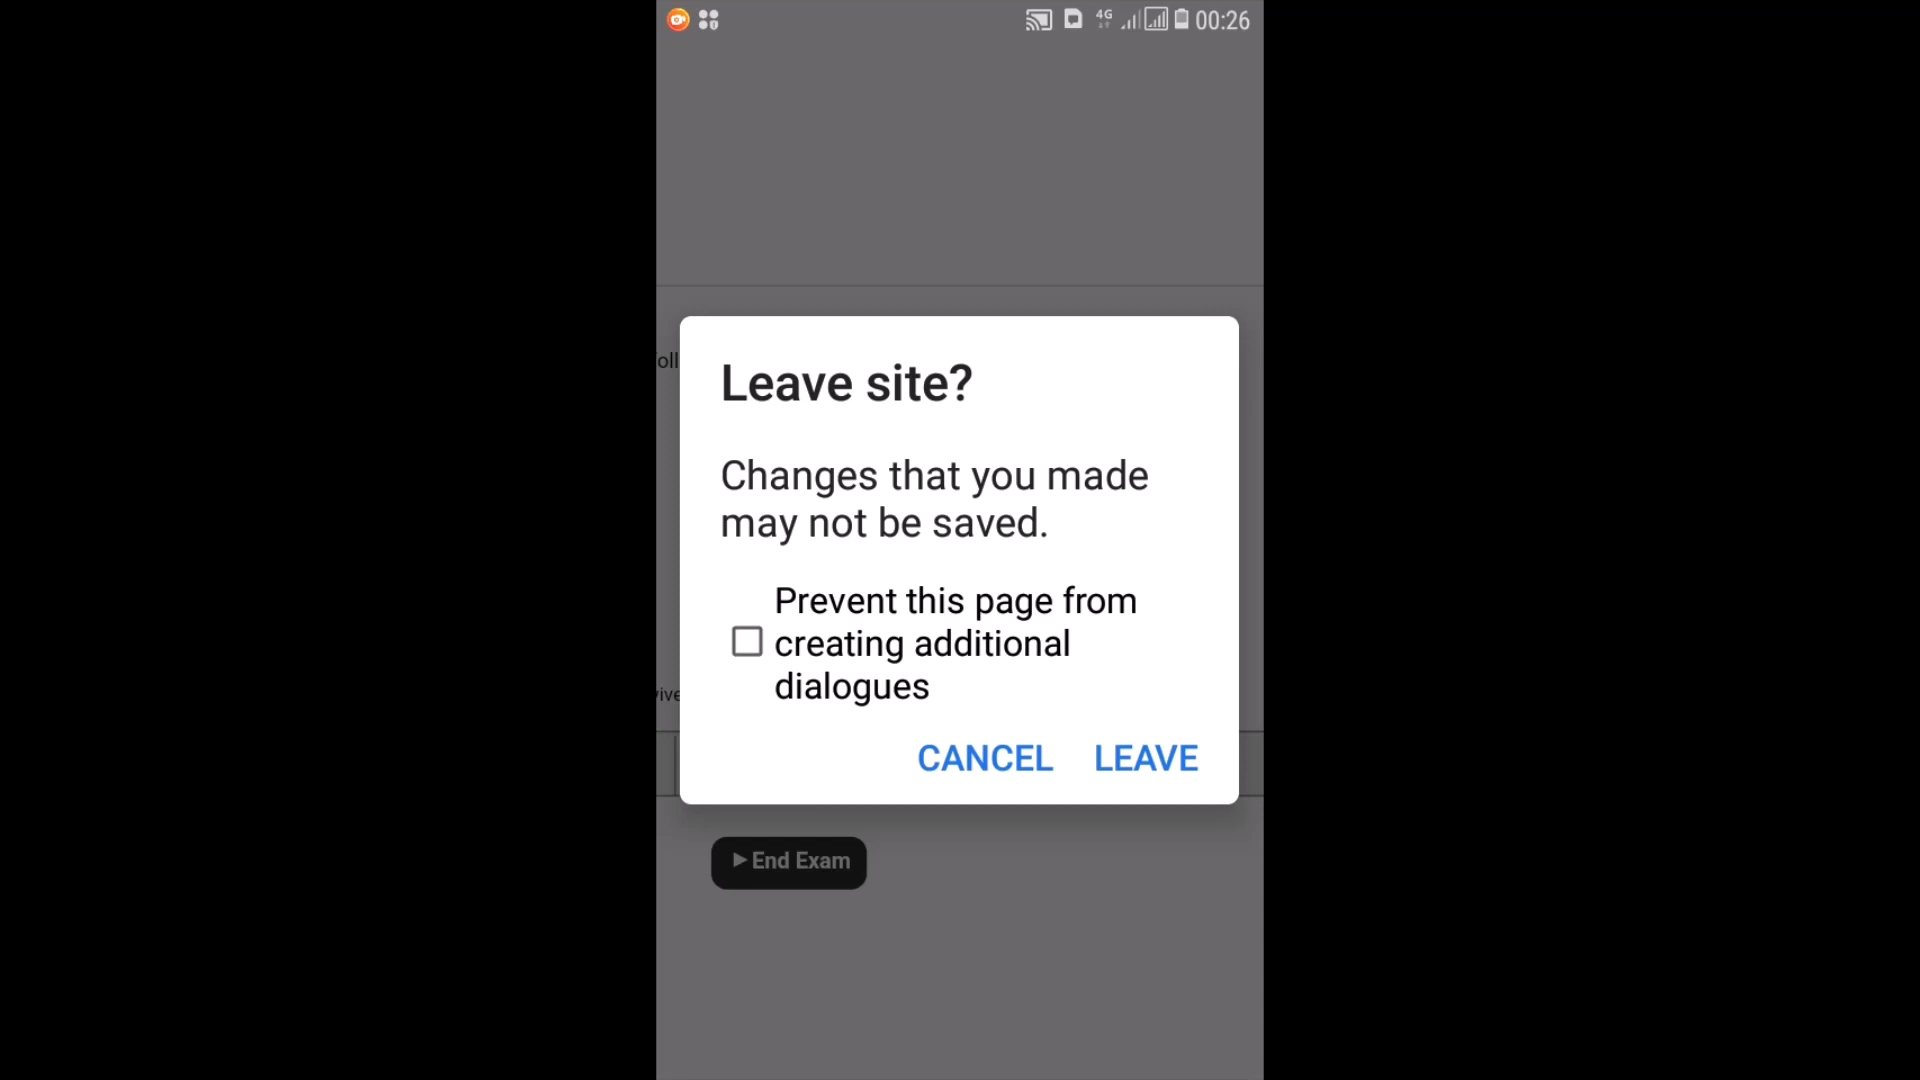 4G 00:26
Leave site?
Changes that you made
may not be saved.
Prevent this page from
creating additional
dialogues
CANCEL LEAVE
End Exam